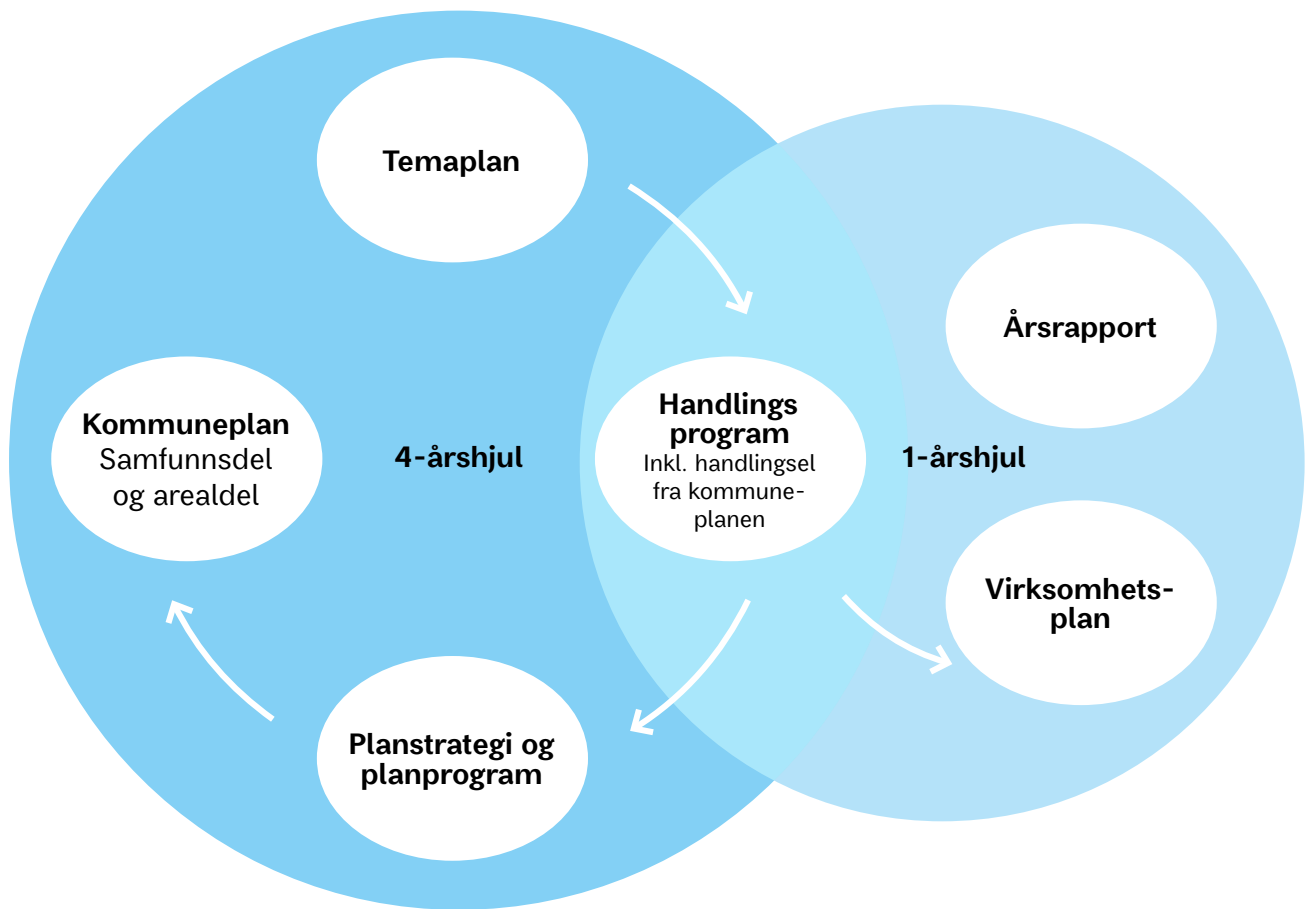 Temaplan
Årsrapport
Kommuneplan
Samfunnsdel
og arealdel
4-årshjul
Handlings
program
Inkl. handlingsel
fra kommune-
planen
1-årshjul
Virksomhets-
plan
Planstrategi og
planprogram